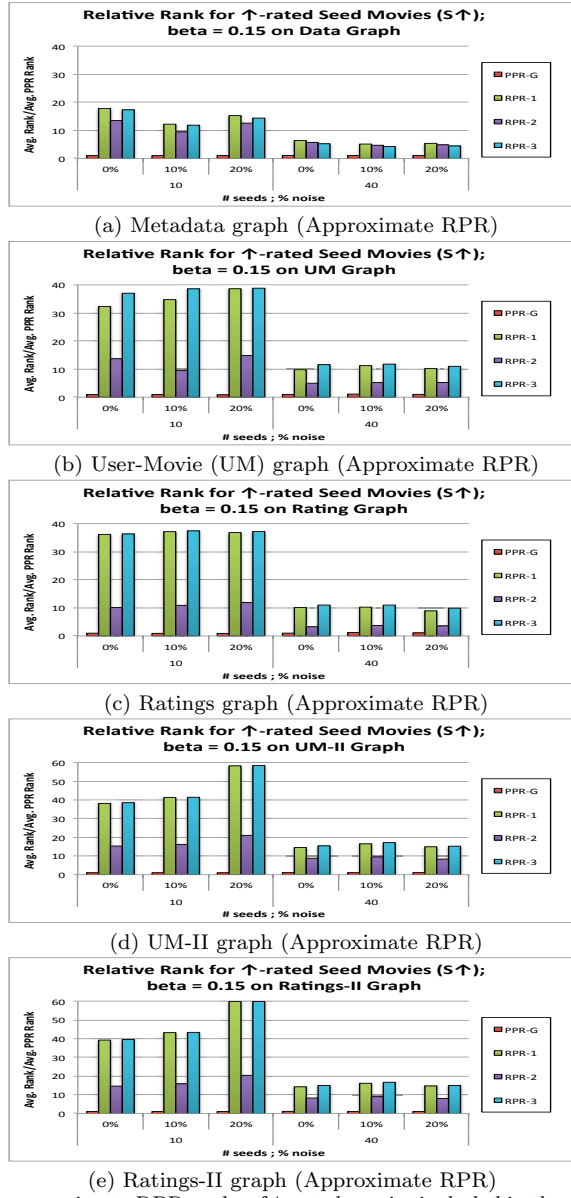 Relative Rank for ↑-rated Seed Movies (S↑);
beta = 0.15 on Data Graph
Avg. Rank/Avg. PPR Rank
40
30
20
10
0
0% 10% 20% 0% 10% 20%
10 40
# seeds ; % noise
PPR-G
RPR-1
RPR-2
RPR-3
(a) Metadata graph (Approximate RPR)
Relative Rank for ↑-rated Seed Movies (S↑);
beta = 0.15 on UM Graph
Avg. Rank/Avg. PPR Rank
40
30
20
10
0
0% 10% 20% 0% 10% 20%
10 40
# seeds ; % noise
PPR-G
RPR-1
RPR-2
RPR-3
(b) User-Movie (UM) graph (Approximate RPR)
Relative Rank for ↑-rated Seed Movies (S↑);
beta = 0.15 on Rating Graph
Avg. Rank/Avg. PPR Rank
40
30
20
10
0
0% 10% 20% 0% 10% 20%
10 40
# seeds ; % noise
PPR-G
RPR-1
RPR-2
RPR-3
(c) Ratings graph (Approximate RPR)
Relative Rank for ↑-rated Seed Movies (S↑);
beta = 0.15 on UM-II Graph
Avg. Rank/Avg. PPR Rank
60
50
40
30
20
10
0
0% 10% 20% 0% 10% 20%
10 40
# seeds ; % noise
PPR-G
RPR-1
RPR-2
RPR-3
(d) UM-II graph (Approximate RPR)
Relative Rank for ↑-rated Seed Movies (S↑);
beta = 0.15 on Ratings-II Graph
Avg. Rank/Avg. PPR Rank
60
50
40
30
20
10
0
0% 10% 20% 0% 10% 20%
10 40
# seeds ; % noise
PPR-G
RPR-1
RPR-2
RPR-3
(e) Ratings-II graph (Approximate RPR)